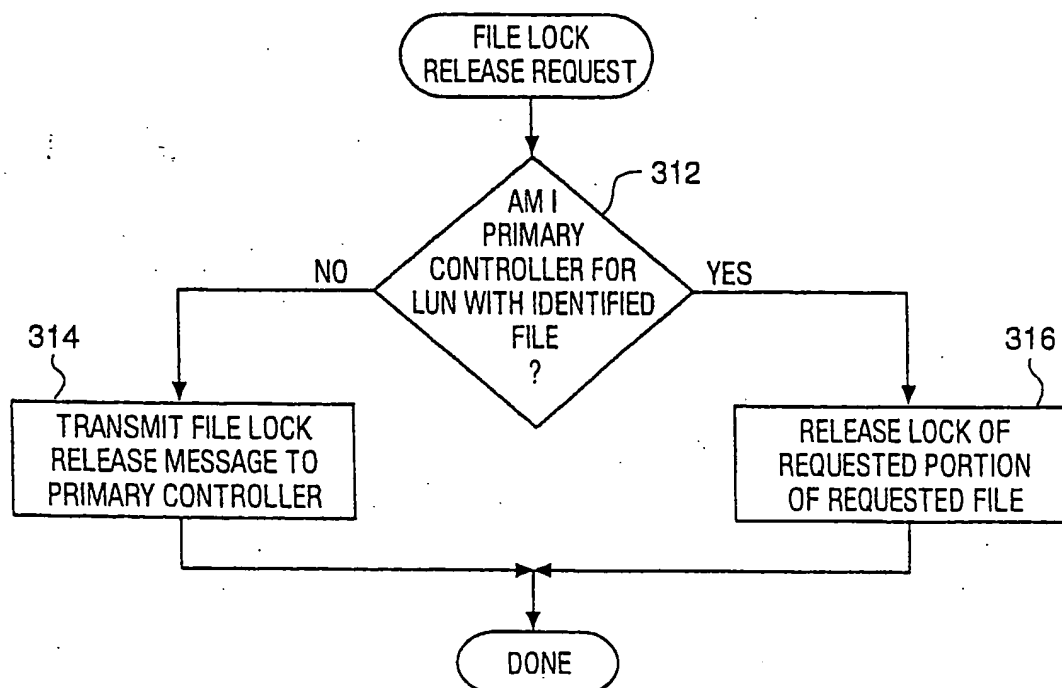 FILE LOCK
RELEASE REQUEST
312
AM I
PRIMARY
CONTROLLER FOR
LUN WITH IDENTIFIED
FILE
?
NO
YES
314
TRANSMIT FILE LOCK
RELEASE MESSAGE TO
PRIMARY CONTROLLER
316
RELEASE LOCK OF
REQUESTED PORTION
OF REQUESTED FILE
DONE